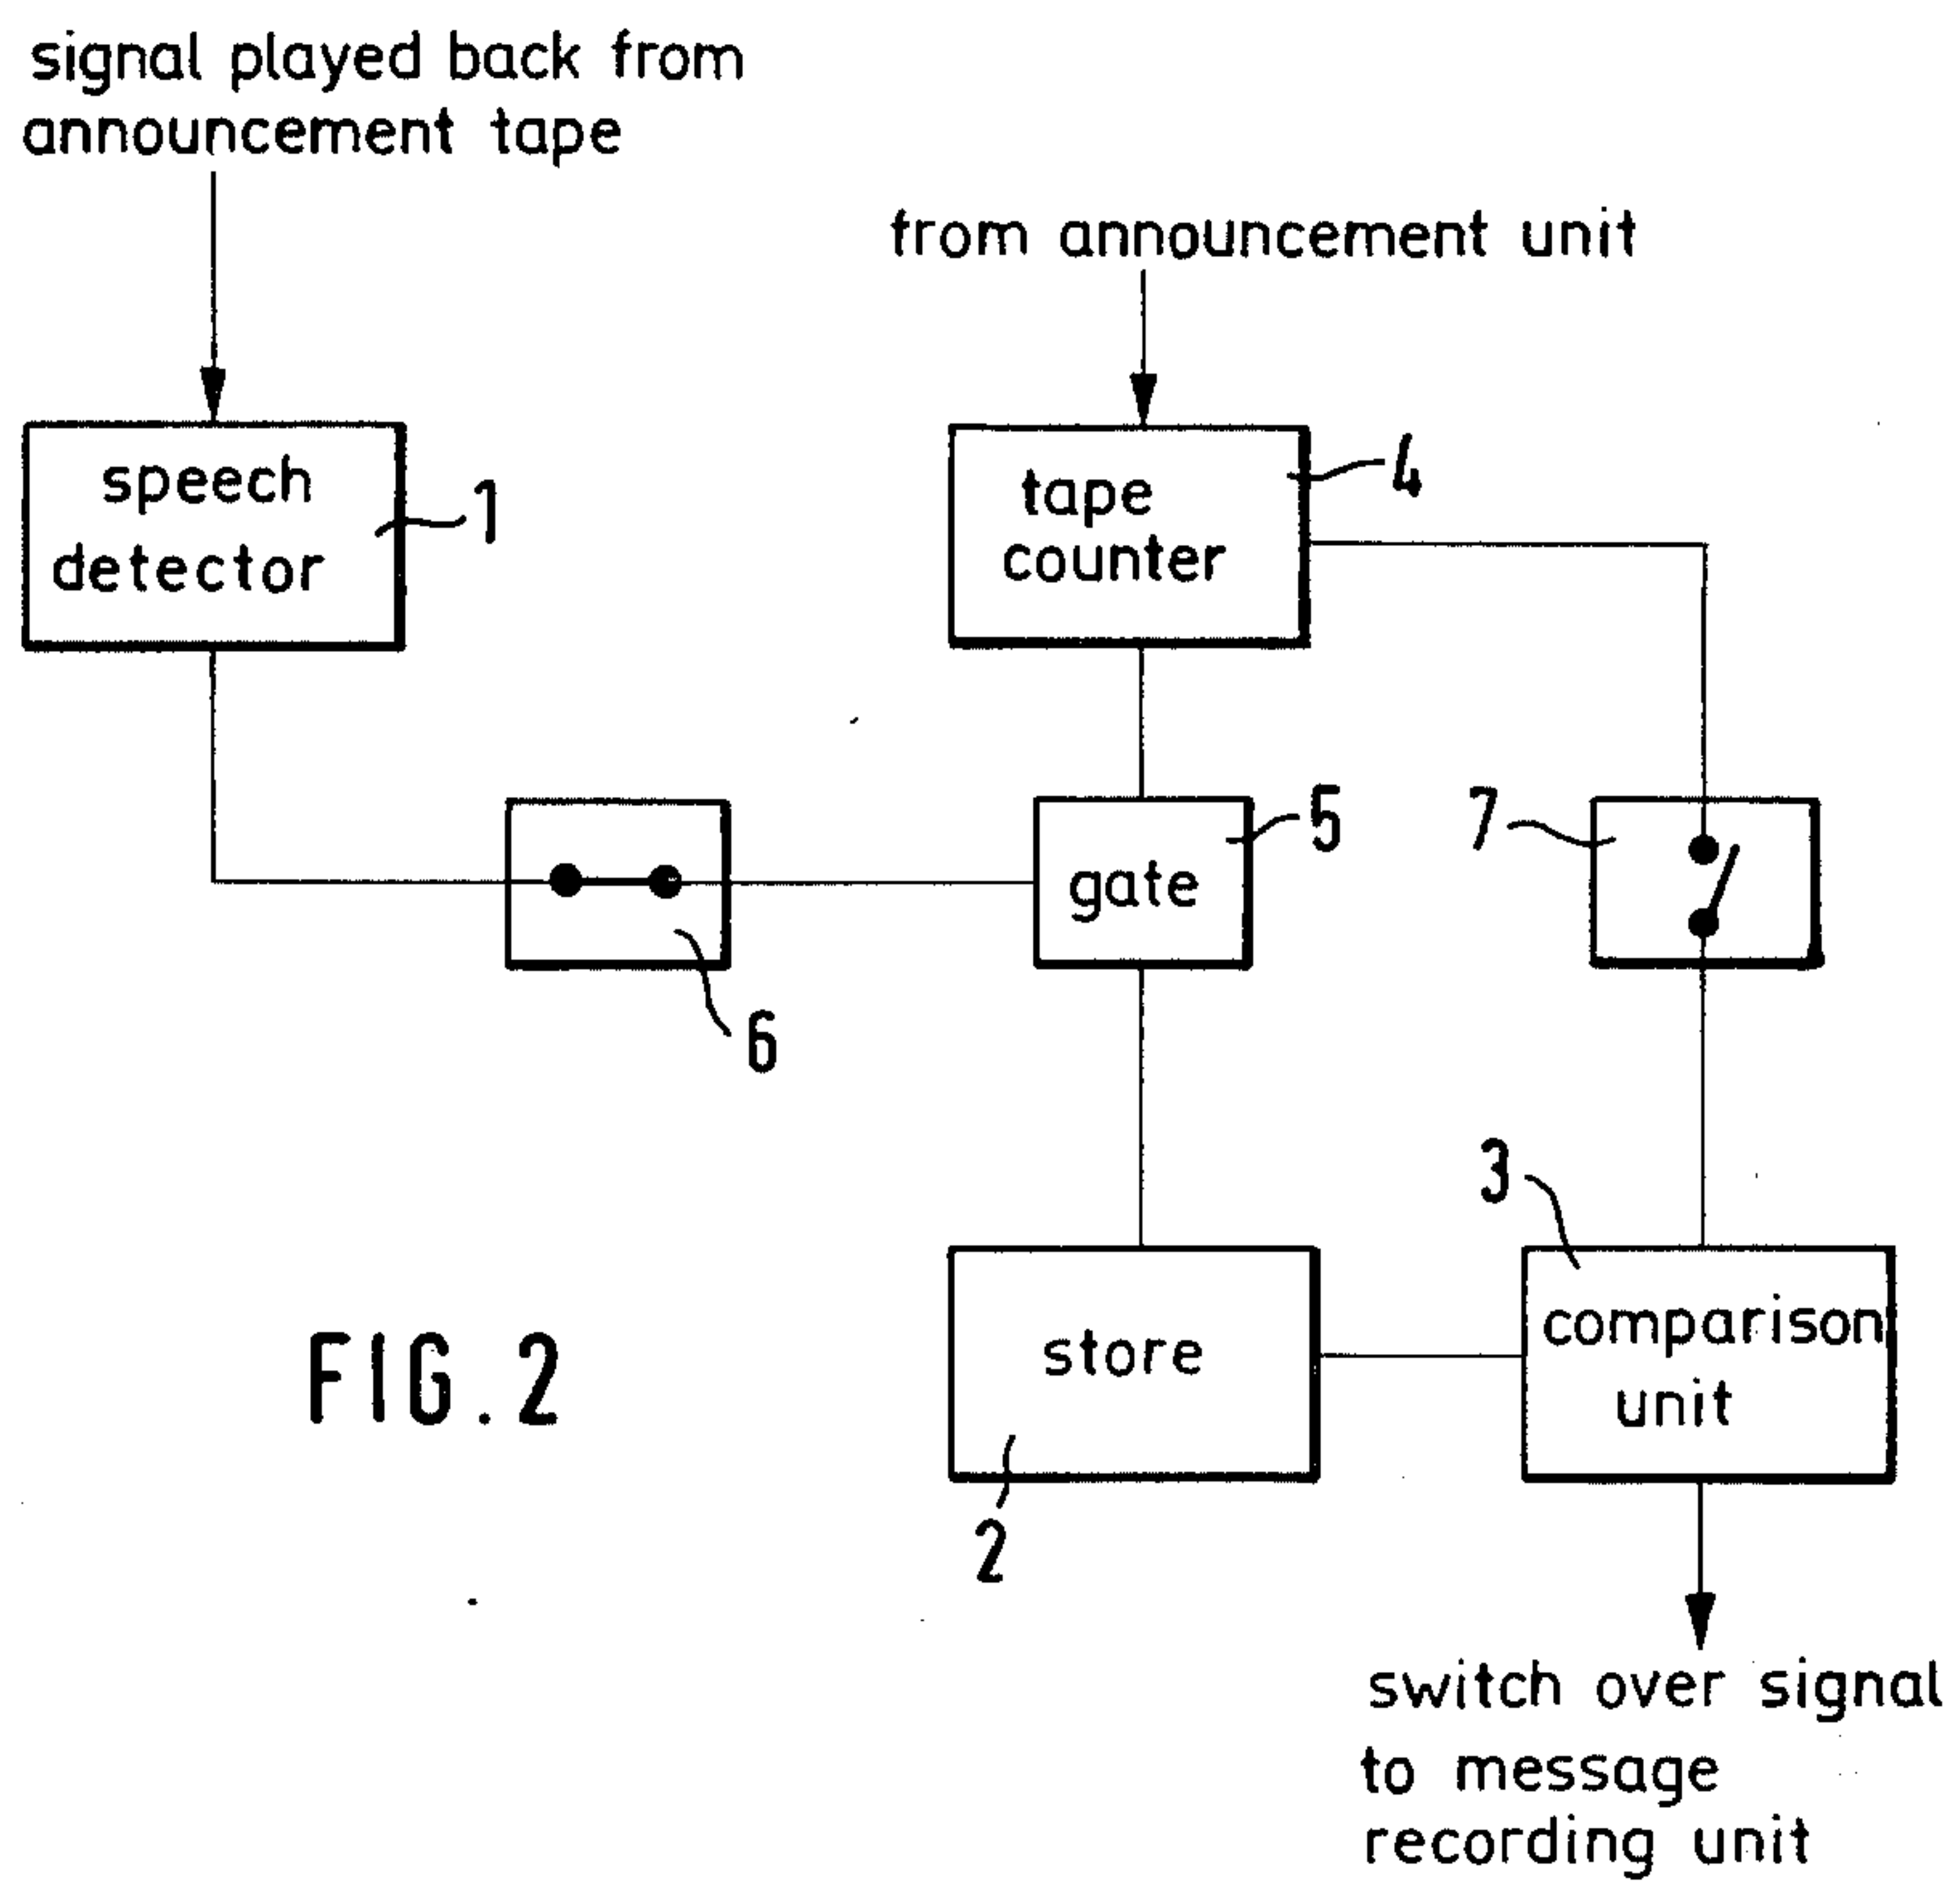 signal played back from
announcement tape
from announcement unit
speech
detector
1
tape
counter
4
gate
5
7
6
3
store
comparison
unit
FIG.2
2
switch over signal
to message
recording unit